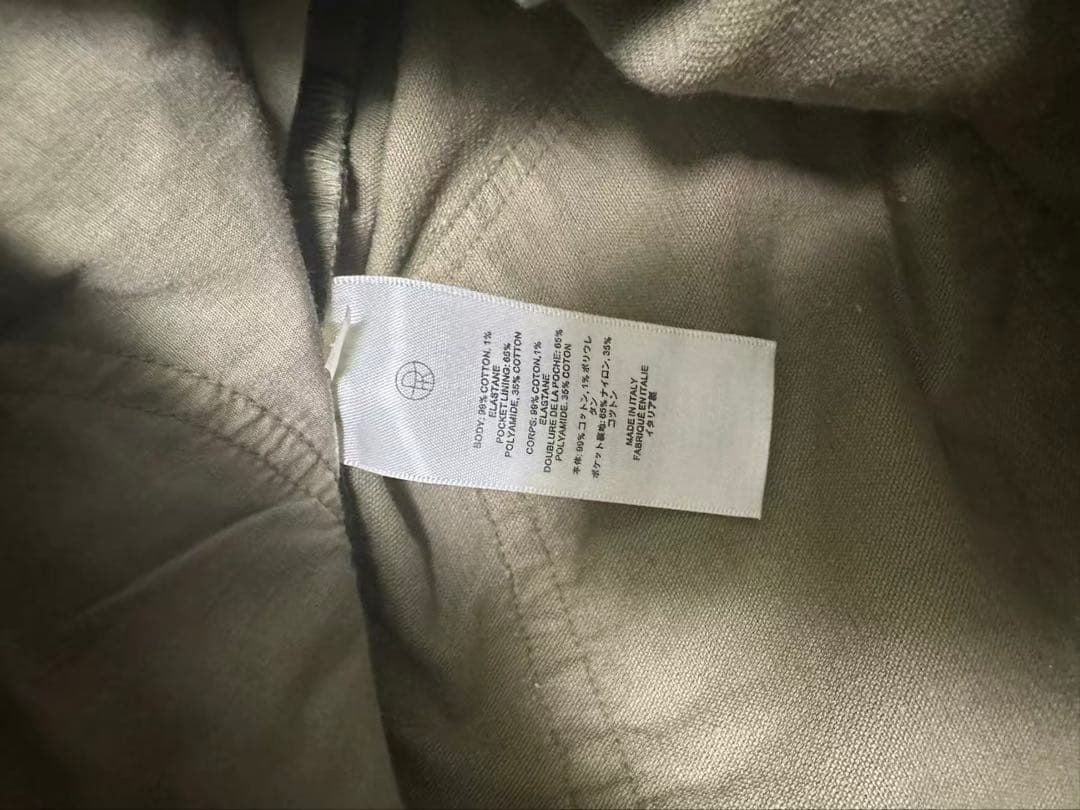 BODY: 99% COTTON, 1%
ELASTANE
POCKET LINING: 65%
POLYAMIDE, 35% COTTON
CORPS: 99% COTON,1%
ELASTANE
DOUBLURE DE LA POCHE: 65%
POLYAMIDE, 35% COTON
本体: 99% コットン, 1% ポリウレ
タン
ポケット裏地: 65% ナイロン, 35%
コットン
MADE IN ITALY
FABRIQUÉ EN ITALIE
イタリア製